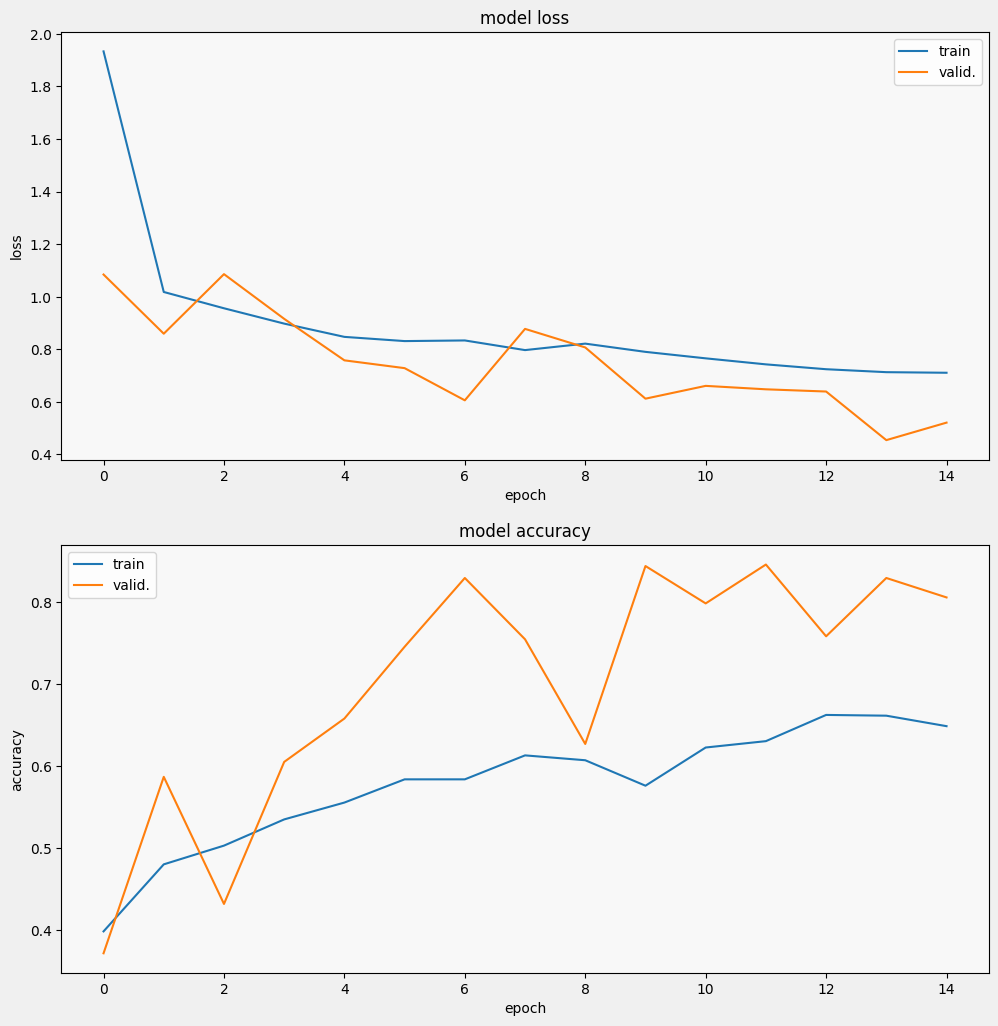 model loss
2.0
1.8
1.6
1.4
1.2
1.0
0.8
0.6
0.4
loss
train
valid.
0 2 4 6 8 10 12 14
epoch
model accuracy
train
valid.
0.8
0.7
0.6
0.5
0.4
accuracy
0 2 4 6 8 10 12 14
epoch